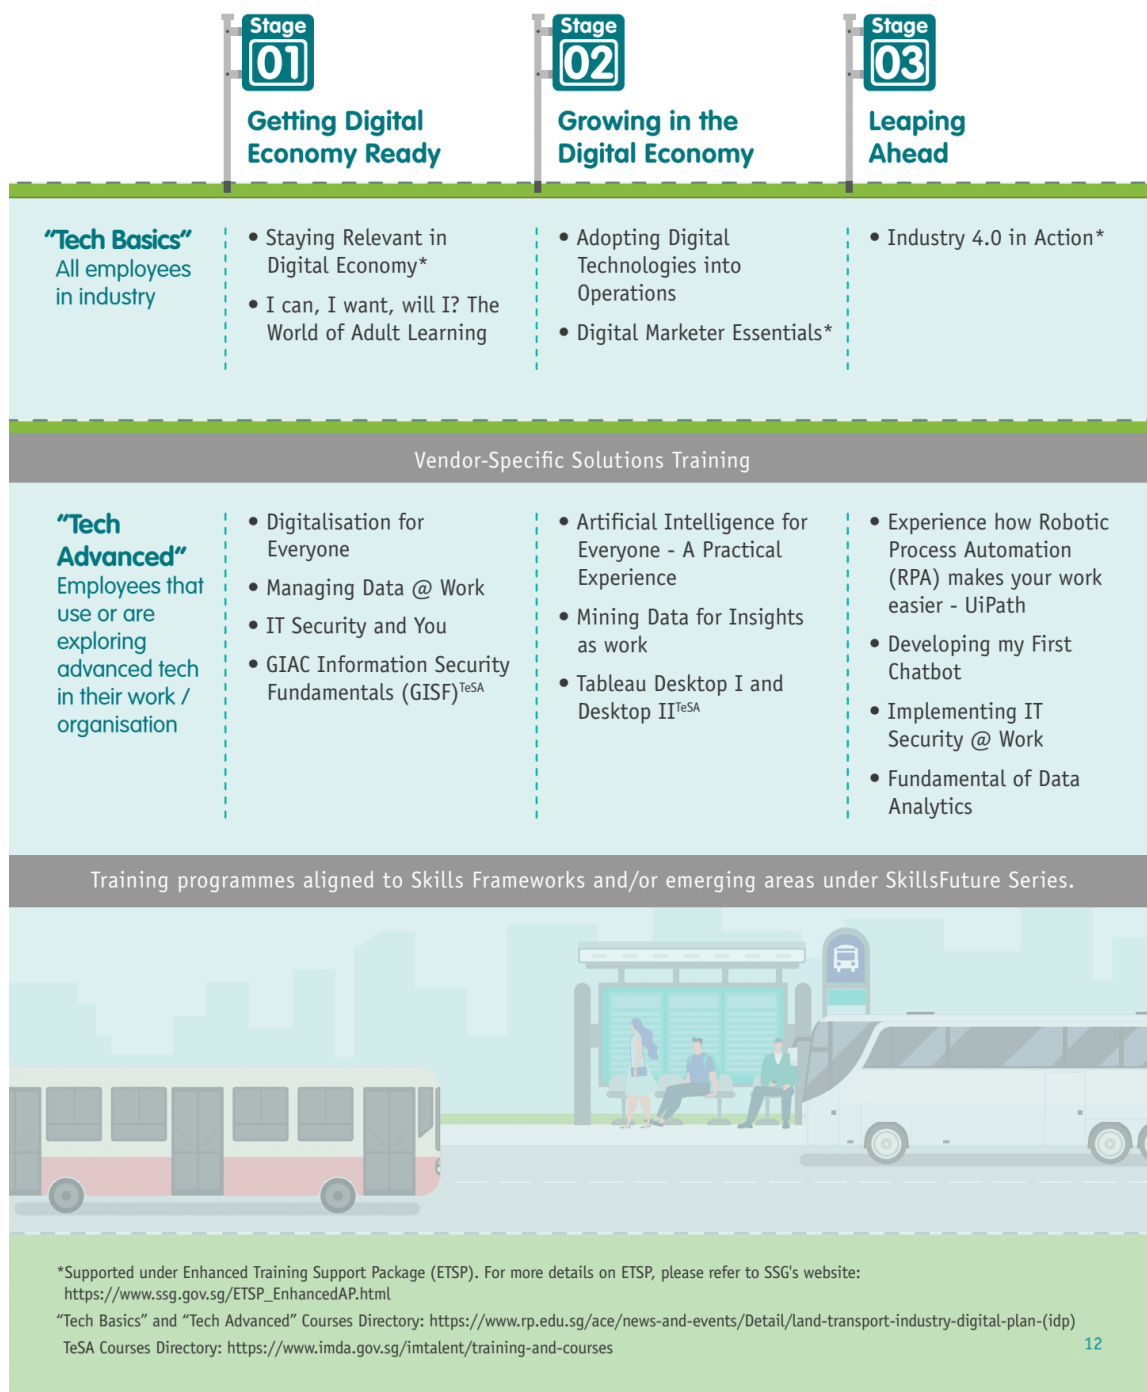 Stage
01
Getting Digital
Economy Ready
Stage
02
Growing in the
Digital Economy
Stage
03
Leaping
Ahead
"Tech Basics"
All employees
in industry
• Staying Relevant in
Digital Economy*
• I can, I want, will I? The
World of Adult Learning
• Adopting Digital
Technologies into
Operations
• Digital Marketer Essentials*
• Industry 4.0 in Action*
Vendor-Specific Solutions Training
"Tech
Advanced"
Employees that
use or are
exploring
advanced tech
in their work /
organisation
• Digitalisation for
Everyone
• Managing Data @ Work
• IT Security and You
• GIAC Information Security
Fundamentals (GISF)TeSA
• Artificial Intelligence for
Everyone - A Practical
Experience
• Mining Data for Insights
as work
• Tableau Desktop I and
Desktop IITeSA
• Experience how Robotic
Process Automation
(RPA) makes your work
easier - UiPath
• Developing my First
Chatbot
• Implementing IT
Security @ Work
• Fundamental of Data
Analytics
Training programmes aligned to Skills Frameworks and/or emerging areas under SkillsFuture Series.
*Supported under Enhanced Training Support Package (ETSP). For more details on ETSP, please refer to SSG's website:
https://www.ssg.gov.sg/ETSP_EnhancedAP.html
"Tech Basics" and "Tech Advanced" Courses Directory: https://www.rp.edu.sg/ace/news-and-events/Detail/land-transport-industry-digital-plan-(idp)
TeSA Courses Directory: https://www.imda.gov.sg/imtalent/training-and-courses
12